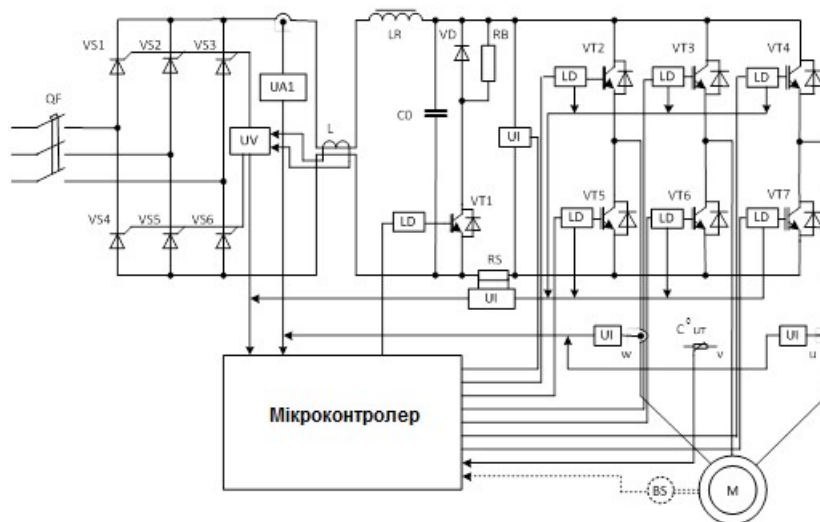 VS1
VS2
VS3
QF
UA1
UV
L
LR
C0
VD
RB
VT1
LD
UI
VT2
LD
VT3
LD
VT4
LD
VS4
VS5
VS6
VT5
LD
VT6
LD
VT7
LD
RS
UI
UI
w
C° UT
v
UI
u
Мікроконтролер
BS
M